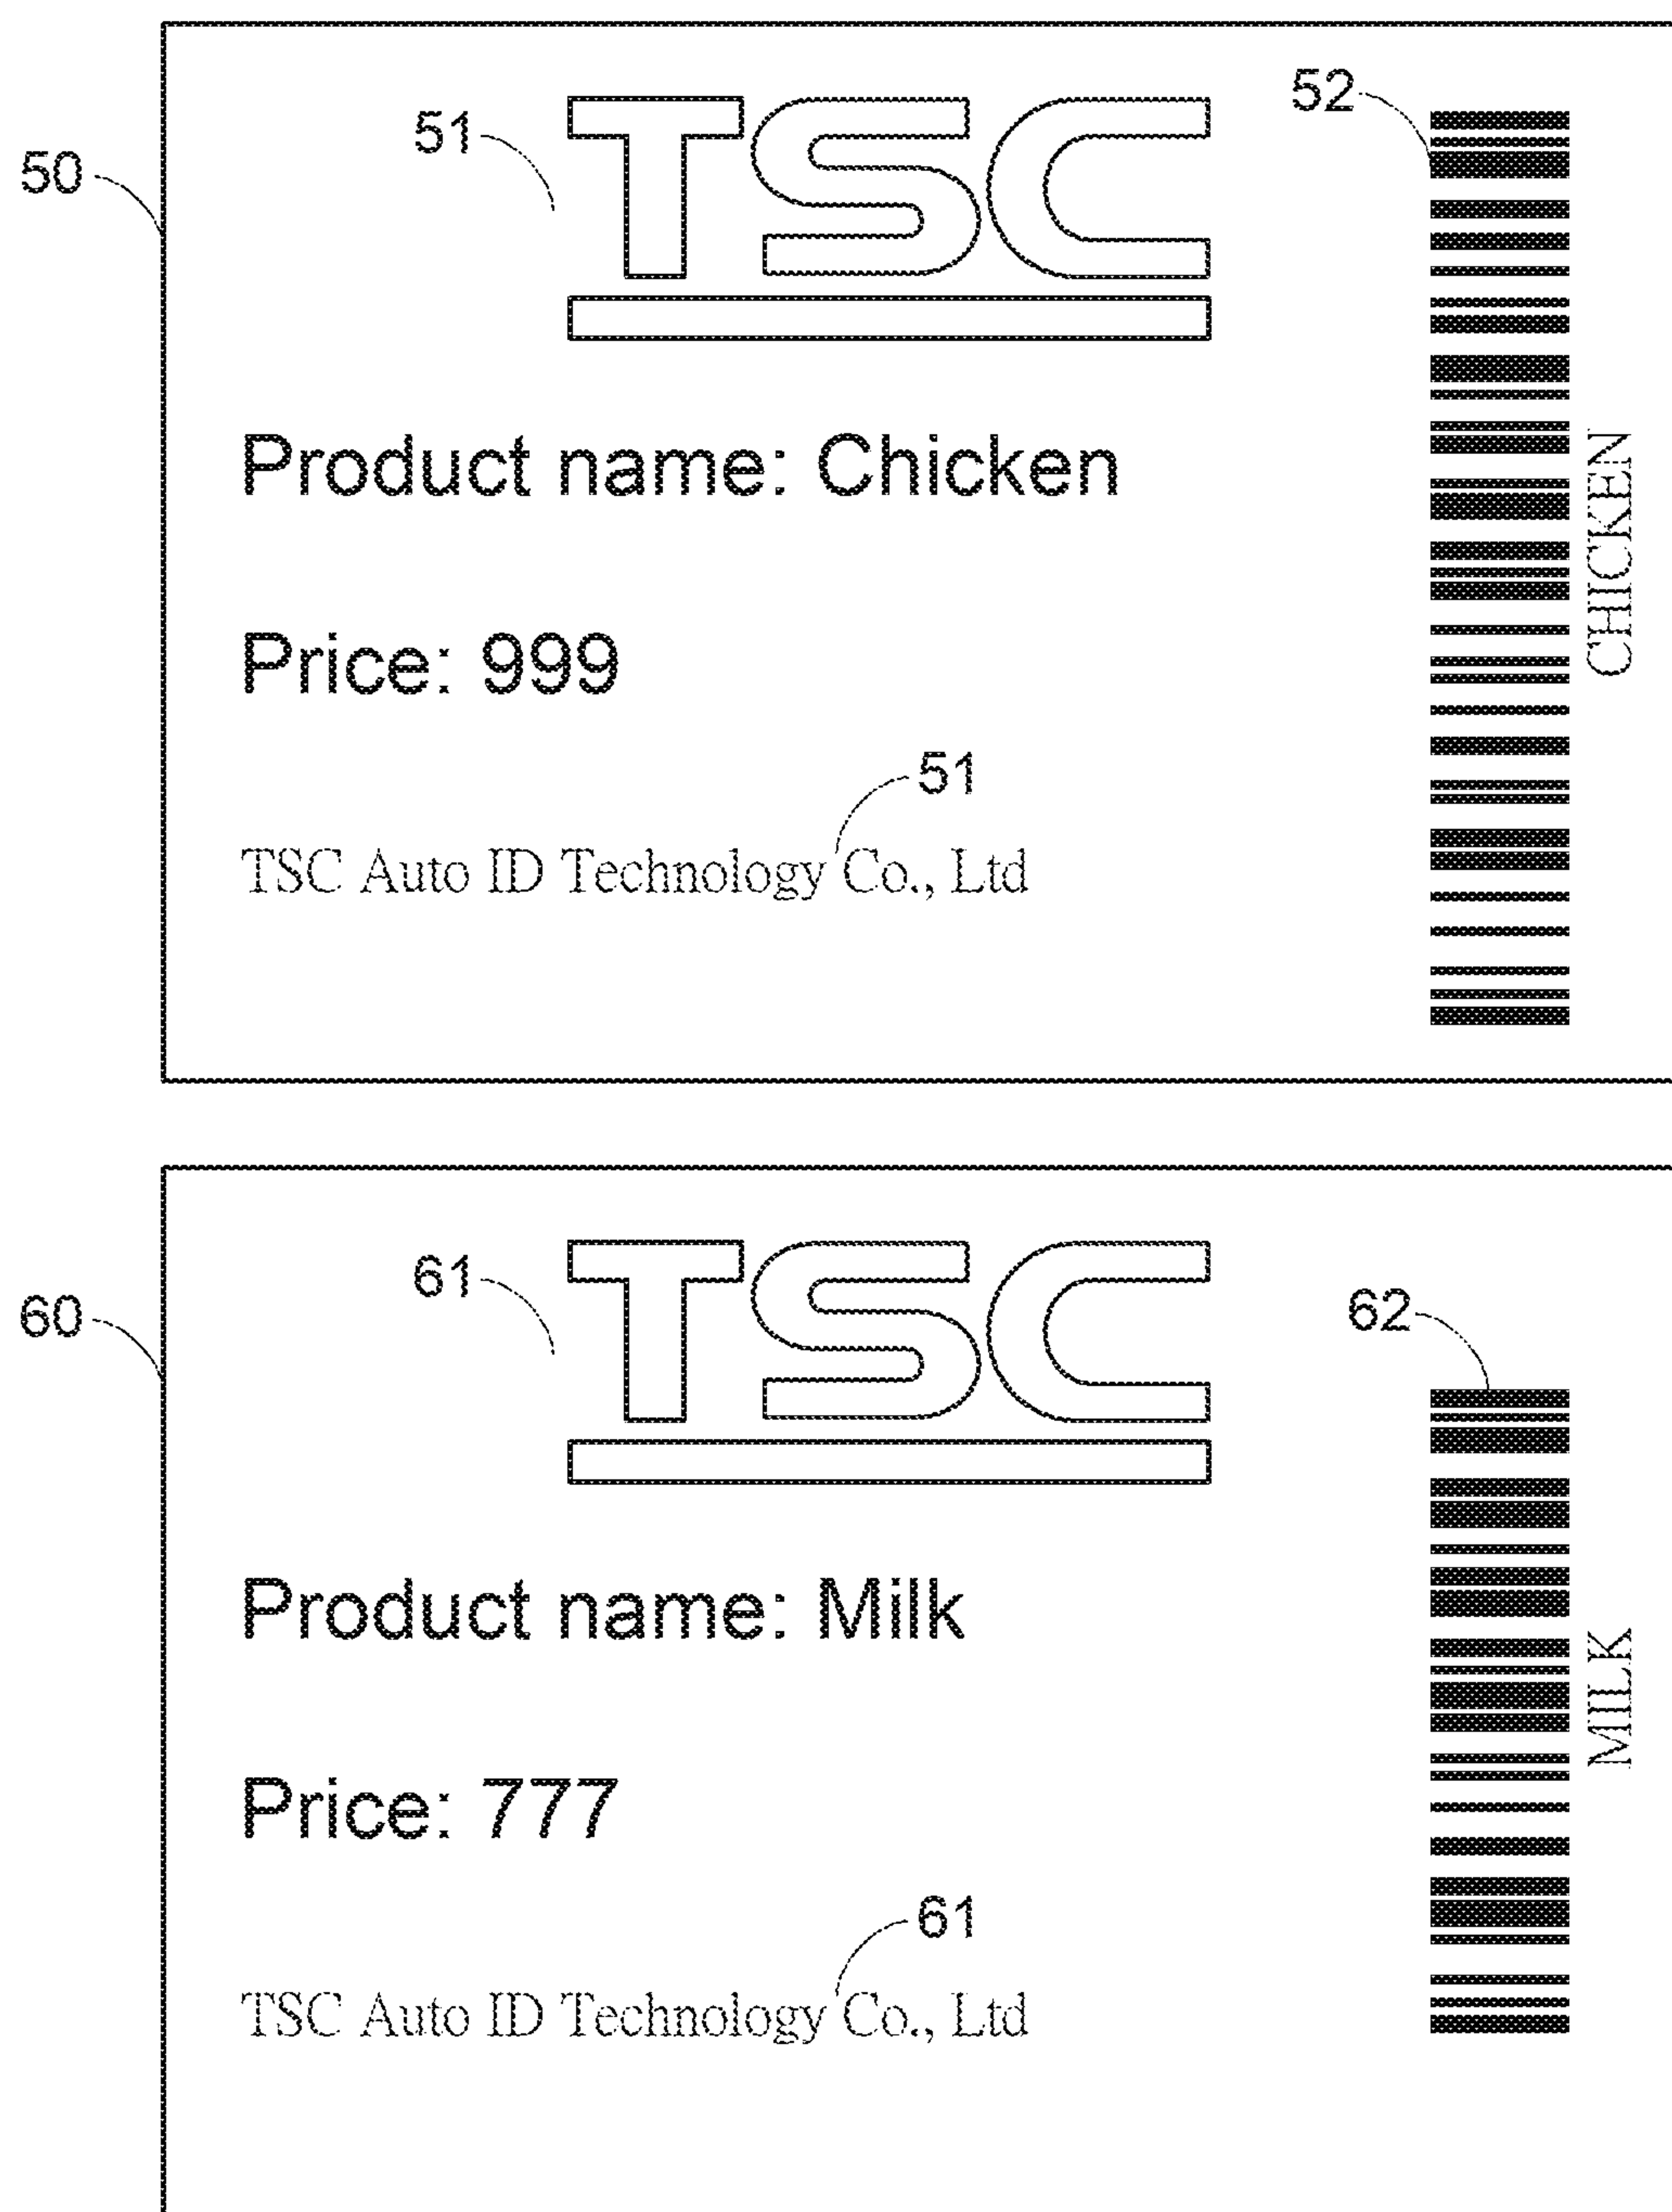 50
51
TSC
52
Product name: Chicken
Price: 999
51
TSC Auto ID Technology Co., Ltd
CHICKEN
60
61
TSC
62
Product name: Milk
Price: 777
61
TSC Auto ID Technology Co., Ltd
MILK